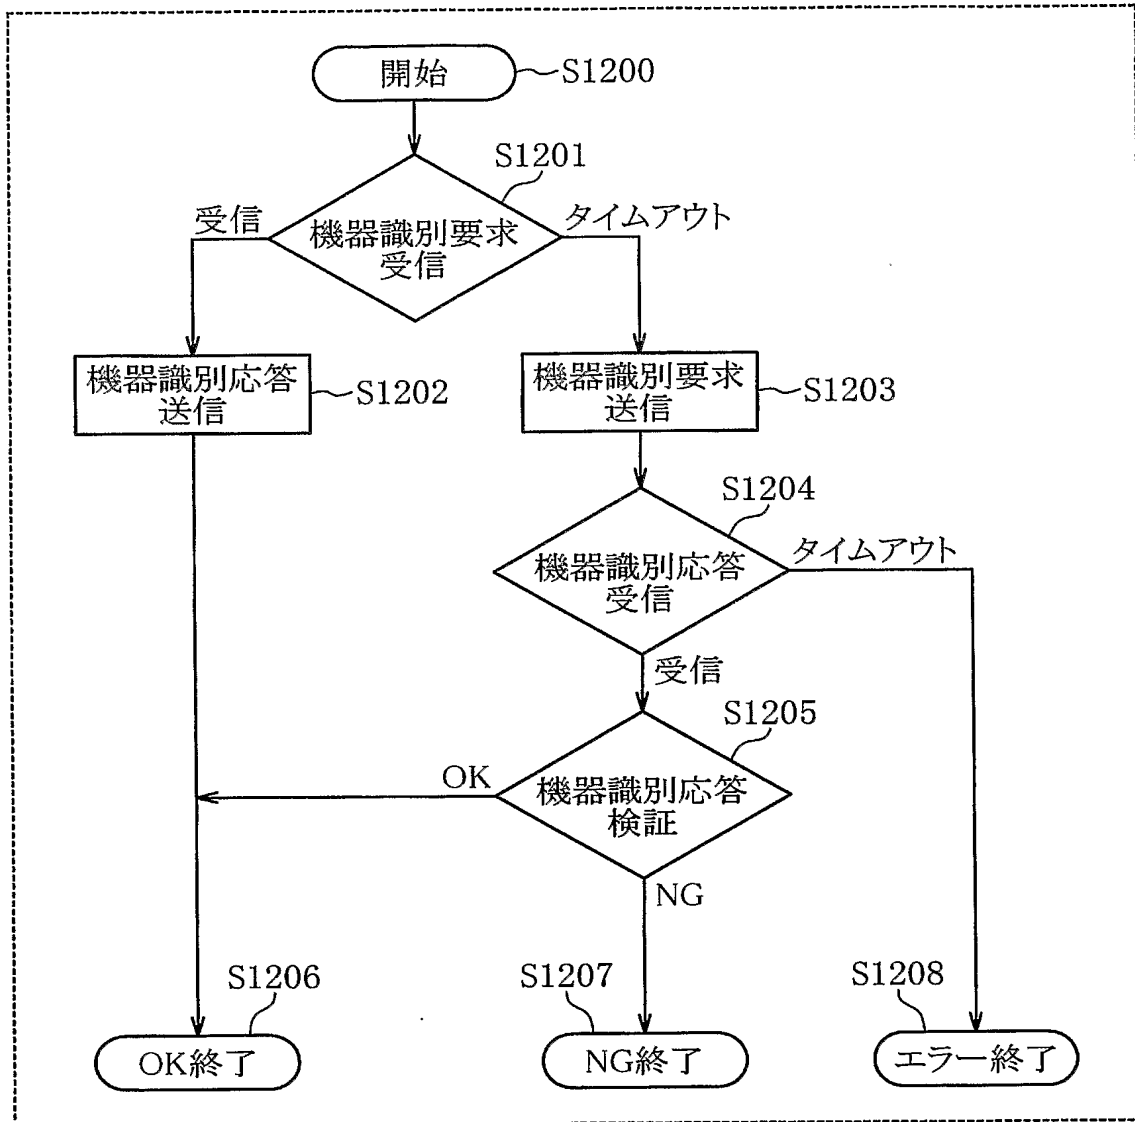 開始
S1200
S1201
受信
タイムアウト
機器識別要求
受信
機器識別応答
送信
S1202
機器識別要求
送信
S1203
S1204
タイムアウト
機器識別応答
受信
受信
S1205
OK
機器識別応答
検証
NG
S1206
S1207
S1208
OK終了
NG終了
エラー終了